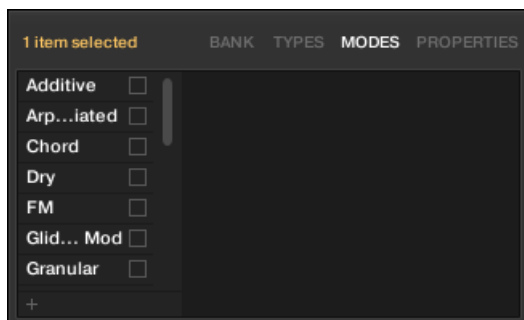 1 item selected BANK TYPES MODES PROPERTIES
Additive
Arp...iated
Chord
Dry
FM
Glid... Mod
Granular
+